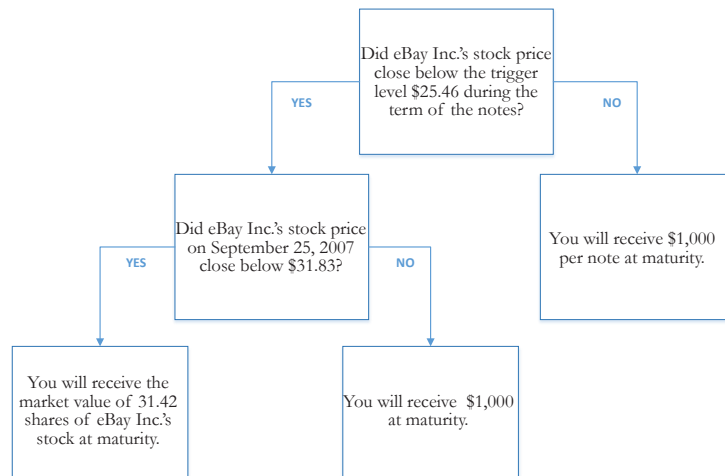 Did eBay Inc.'s stock price
close below the trigger
level $25.46 during the
term of the notes?
YES
NO
Did eBay Inc.'s stock price
on September 25, 2007
close below $31.83?
You will receive $1,000
per note at maturity.
YES
NO
You will receive the
market value of 31.42
shares of eBay Inc.'s
stock at maturity.
You will receive $1,000
at maturity.